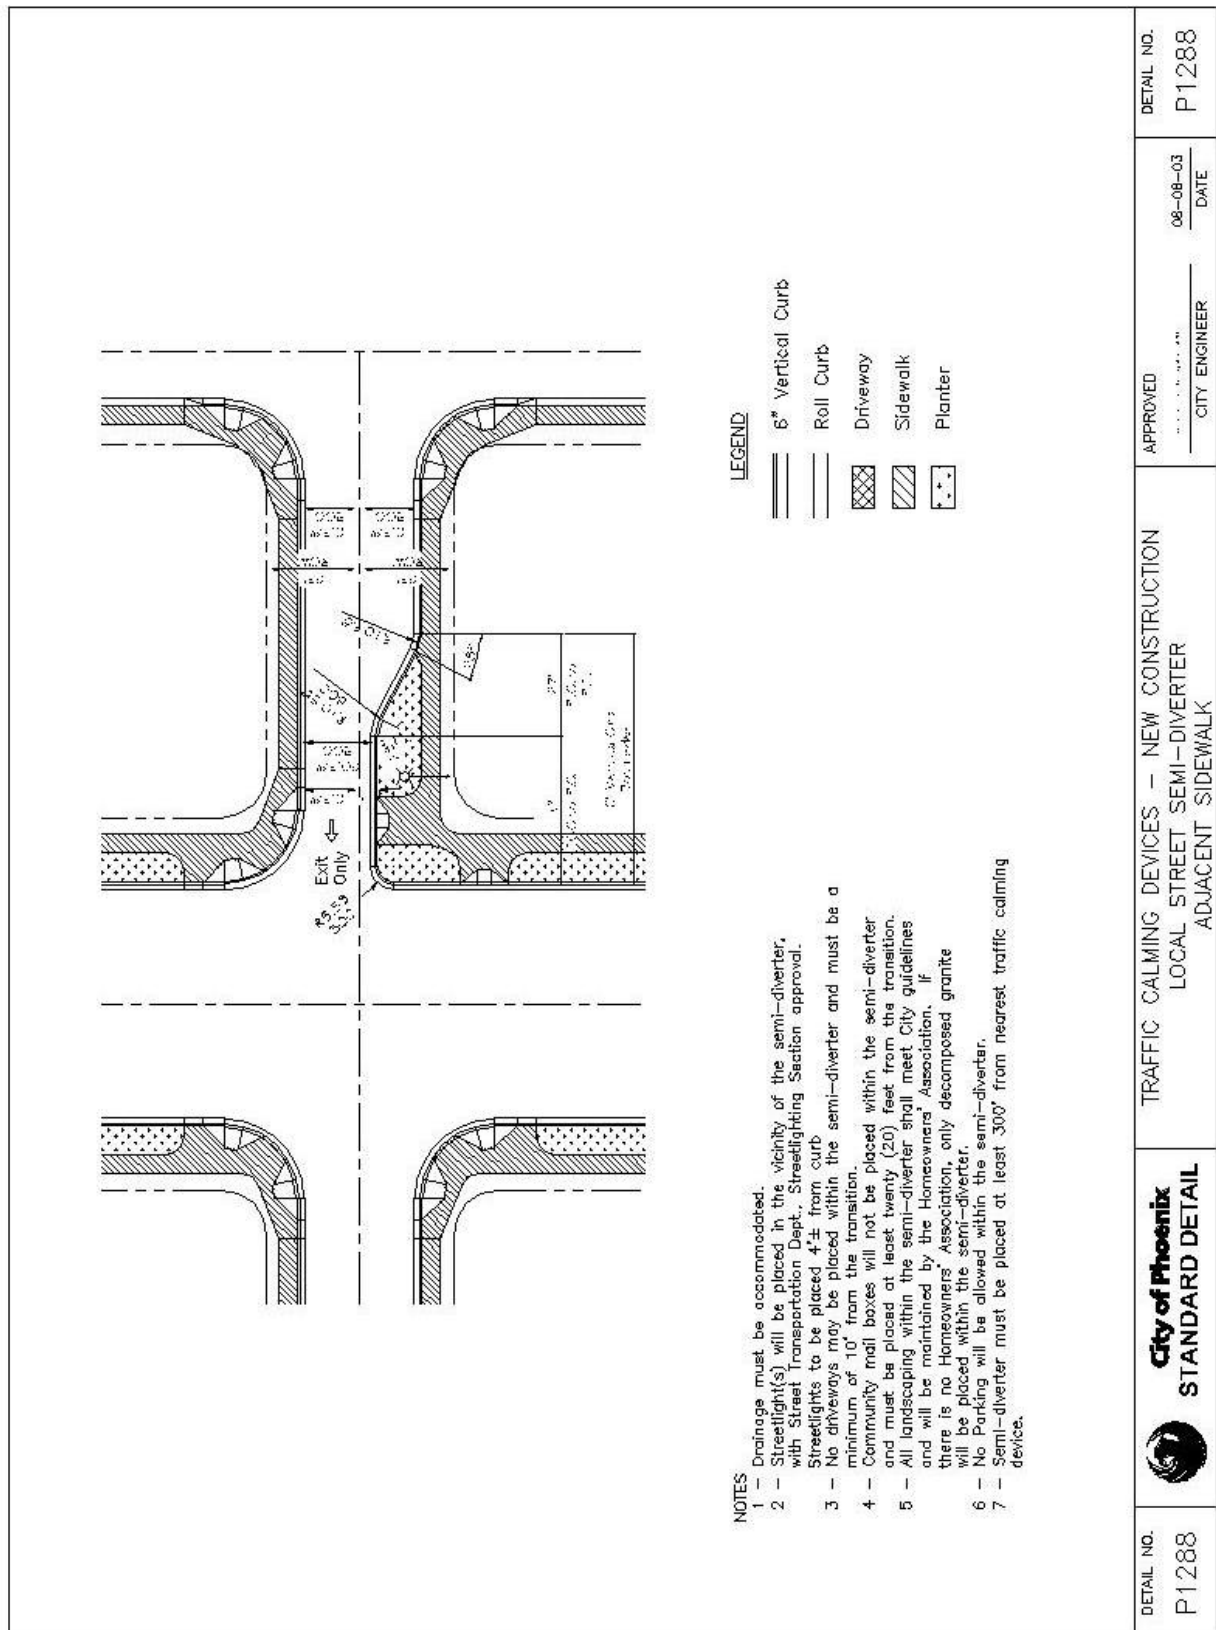 Exit
Only
NOTES
1 - Drainage must be accommodated.
2 - Streetlight(s) will be placed in the vicinity of the semi-diverter,
with Street Transportation Dept., Streetlighting Section approval.
Streetlights to be placed 4'± from curb
3 - No driveways may be placed within the semi-diverter and must be a
minimum of 10' from the transition.
4 - Community mail boxes will not be placed within the semi-diverter
and must be placed at least twenty (20) feet from the transition.
5 - All landscaping within the semi-diverter shall meet City guidelines
and will be maintained by the Homeowners' Association. If
there is no Homeowners' Association, only decomposed granite
will be placed within the semi-diverter.
6 - No Parking will be allowed within the semi-diverter.
7 - Semi-diverter must be placed at least 300' from nearest traffic calming
device.
LEGEND
6" Vertical Curb
Roll Curb
Driveway
Sidewalk
Planter
DETAIL NO.
P1288
City of Phoenix
STANDARD DETAIL
TRAFFIC CALMING DEVICES - NEW CONSTRUCTION
LOCAL STREET SEMI-DIVERTER
ADJACENT SIDEWALK
APPROVED
CITY ENGINEER
08-08-03
DATE
DETAIL NO.
P1288